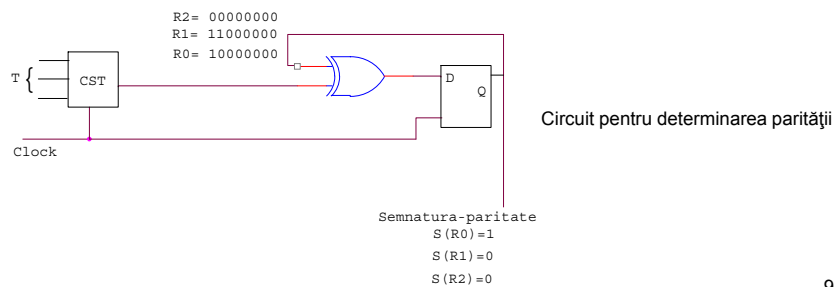 R2= 00000000
R1= 11000000
R0= 10000000
T {
CST
D
Q
Circuit pentru determinarea parităţii
Clock
Semnatura-paritate
S(R0)=1
S(R1)=0
S(R2)=0
9